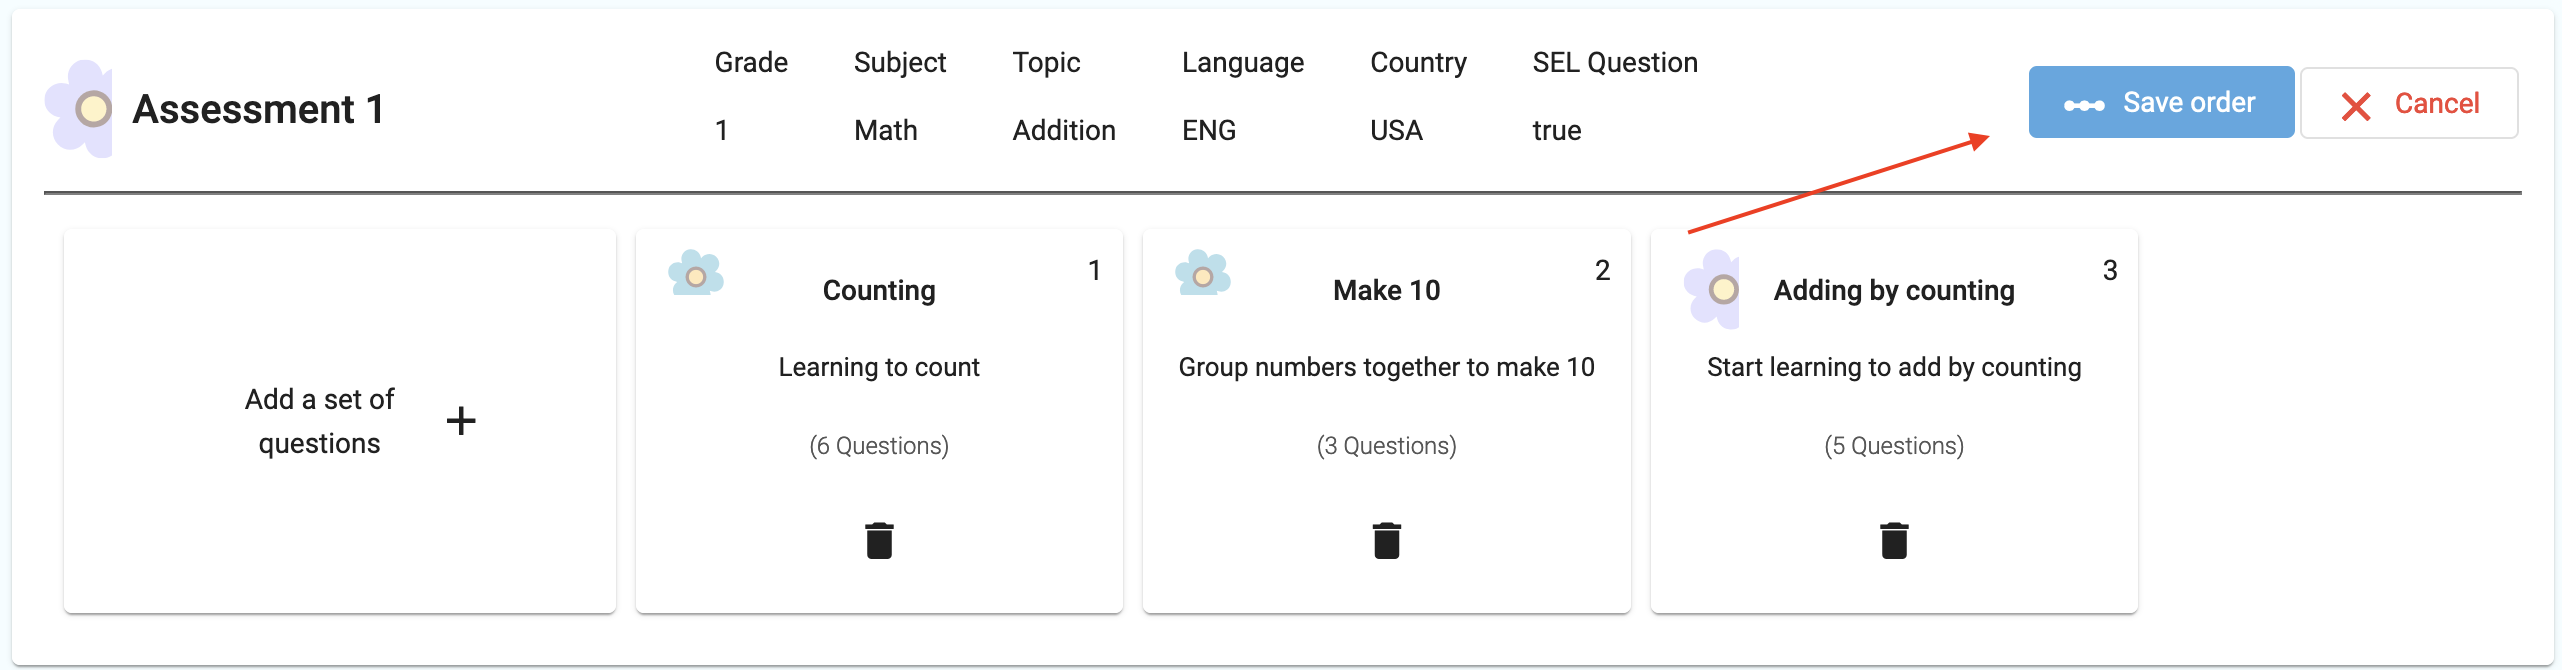 Assessment 1
Grade Subject Topic Language Country SEL Question
1 Math Addition ENG USA true
Save order
Cancel
Add a set of
questions
+
Counting
1
Learning to count
(6 Questions)
Make 10
2
Group numbers together to make 10
(3 Questions)
Adding by counting
3
Start learning to add by counting
(5 Questions)